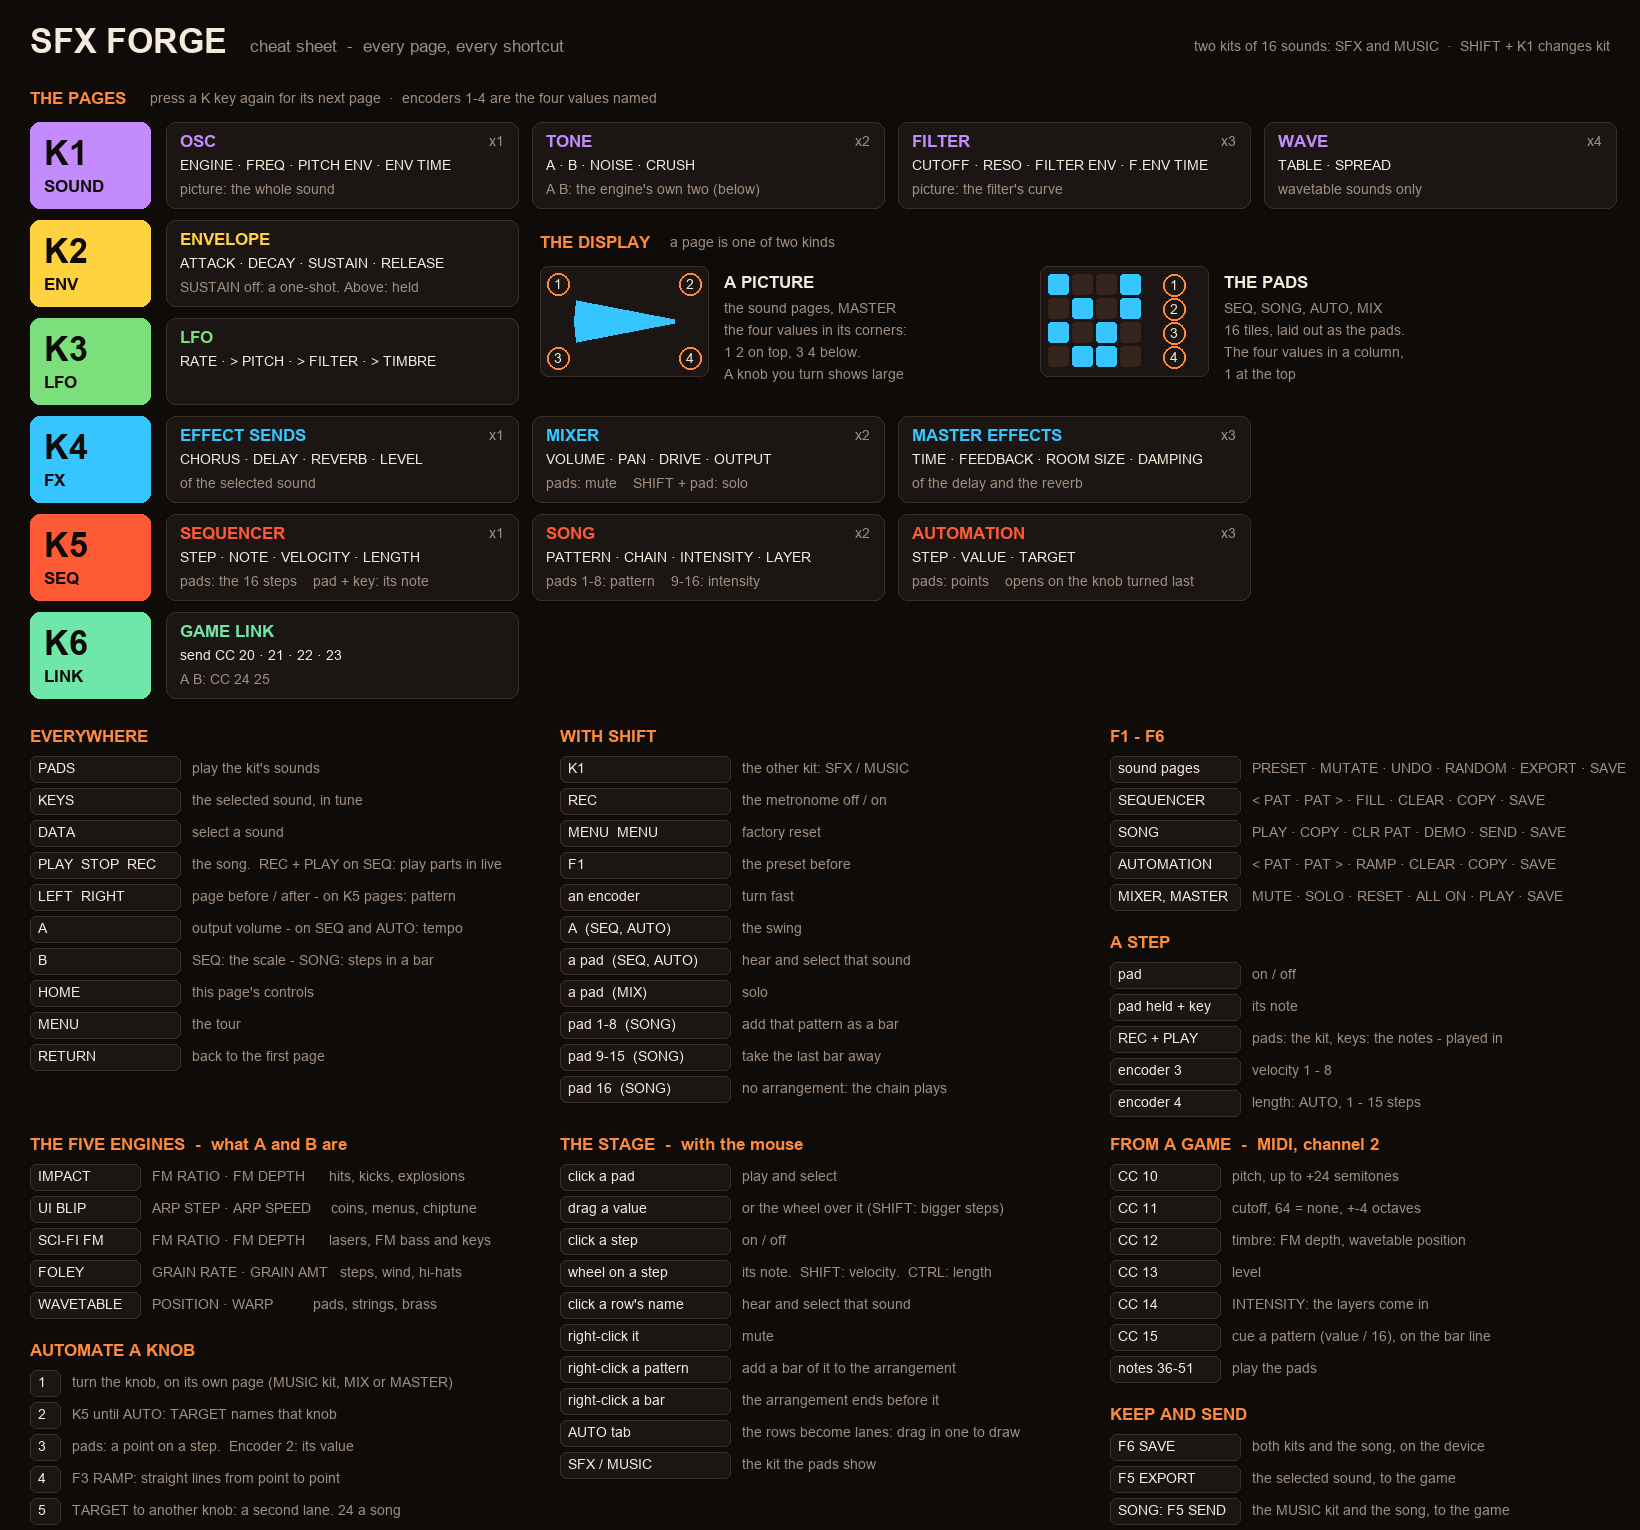 SFX FORGE cheat sheet - every page, every shortcut
two kits of 16 sounds: SFX and MUSIC · SHIFT + K1 changes kit
THE PAGES press a K key again for its next page · encoders 1-4 are the four values named
K1
SOUND
OSC x1
ENGINE · FREQ · PITCH ENV · ENV TIME
picture: the whole sound
TONE x2
A · B · NOISE · CRUSH
A B: the engine's own two (below)
FILTER x3
CUTOFF · RESO · FILTER ENV · F.ENV TIME
picture: the filter's curve
WAVE x4
TABLE · SPREAD
wavetable sounds only
K2
ENV
ENVELOPE
ATTACK · DECAY · SUSTAIN · RELEASE
SUSTAIN off: a one-shot. Above: held
K3
LFO
LFO
RATE · > PITCH · > FILTER · > TIMBRE
THE DISPLAY a page is one of two kinds
1
2
3
4
A PICTURE
the sound pages, MASTER
the four values in its corners:
1 2 on top, 3 4 below.
A knob you turn shows large
1
2
3
4
THE PADS
SEQ, SONG, AUTO, MIX
16 tiles, laid out as the pads.
The four values in a column,
1 at the top
K4
FX
EFFECT SENDS x1
CHORUS · DELAY · REVERB · LEVEL
of the selected sound
MIXER x2
VOLUME · PAN · DRIVE · OUTPUT
pads: mute SHIFT + pad: solo
MASTER EFFECTS x3
TIME · FEEDBACK · ROOM SIZE · DAMPING
of the delay and the reverb
K5
SEQ
SEQUENCER x1
STEP · NOTE · VELOCITY · LENGTH
pads: the 16 steps pad + key: its note
SONG x2
PATTERN · CHAIN · INTENSITY · LAYER
pads 1-8: pattern 9-16: intensity
AUTOMATION x3
STEP · VALUE · TARGET
pads: points opens on the knob turned last
K6
LINK
GAME LINK
send CC 20 · 21 · 22 · 23
A B: CC 24 25
EVERYWHERE
PADS play the kit's sounds
KEYS the selected sound, in tune
DATA select a sound
PLAY STOP REC the song. REC + PLAY on SEQ: play parts in live
LEFT RIGHT page before / after - on K5 pages: pattern
A output volume - on SEQ and AUTO: tempo
B SEQ: the scale - SONG: steps in a bar
HOME this page's controls
MENU the tour
RETURN back to the first page
WITH SHIFT
K1 the other kit: SFX / MUSIC
REC the metronome off / on
MENU MENU factory reset
F1 the preset before
an encoder turn fast
A (SEQ, AUTO) the swing
a pad (SEQ, AUTO) hear and select that sound
a pad (MIX) solo
pad 1-8 (SONG) add that pattern as a bar
pad 9-15 (SONG) take the last bar away
pad 16 (SONG) no arrangement: the chain plays
F1 - F6
sound pages PRESET · MUTATE · UNDO · RANDOM · EXPORT · SAVE
SEQUENCER < PAT · PAT > · FILL · CLEAR · COPY · SAVE
SONG PLAY · COPY · CLR PAT · DEMO · SEND · SAVE
AUTOMATION < PAT · PAT > · RAMP · CLEAR · COPY · SAVE
MIXER, MASTER MUTE · SOLO · RESET · ALL ON · PLAY · SAVE
A STEP
pad on / off
pad held + key its note
REC + PLAY pads: the kit, keys: the notes - played in
encoder 3 velocity 1 - 8
encoder 4 length: AUTO, 1 - 15 steps
THE FIVE ENGINES - what A and B are
IMPACT FM RATIO · FM DEPTH hits, kicks, explosions
UI BLIP ARP STEP · ARP SPEED coins, menus, chiptune
SCI-FI FM FM RATIO · FM DEPTH lasers, FM bass and keys
FOLEY GRAIN RATE · GRAIN AMT steps, wind, hi-hats
WAVETABLE POSITION · WARP pads, strings, brass
AUTOMATE A KNOB
1 turn the knob, on its own page (MUSIC kit, MIX or MASTER)
2 K5 until AUTO: TARGET names that knob
3 pads: a point on a step. Encoder 2: its value
4 F3 RAMP: straight lines from point to point
5 TARGET to another knob: a second lane. 24 a song
THE STAGE - with the mouse
click a pad play and select
drag a value or the wheel over it (SHIFT: bigger steps)
click a step on / off
wheel on a step its note. SHIFT: velocity. CTRL: length
click a row's name hear and select that sound
right-click it mute
right-click a pattern add a bar of it to the arrangement
right-click a bar the arrangement ends before it
AUTO tab the rows become lanes: drag in one to draw
SFX / MUSIC the kit the pads show
FROM A GAME - MIDI, channel 2
CC 10 pitch, up to +24 semitones
CC 11 cutoff, 64 = none, +-4 octaves
CC 12 timbre: FM depth, wavetable position
CC 13 level
CC 14 INTENSITY: the layers come in
CC 15 cue a pattern (value / 16), on the bar line
notes 36-51 play the pads
KEEP AND SEND
F6 SAVE both kits and the song, on the device
F5 EXPORT the selected sound, to the game
SONG: F5 SEND the MUSIC kit and the song, to the game